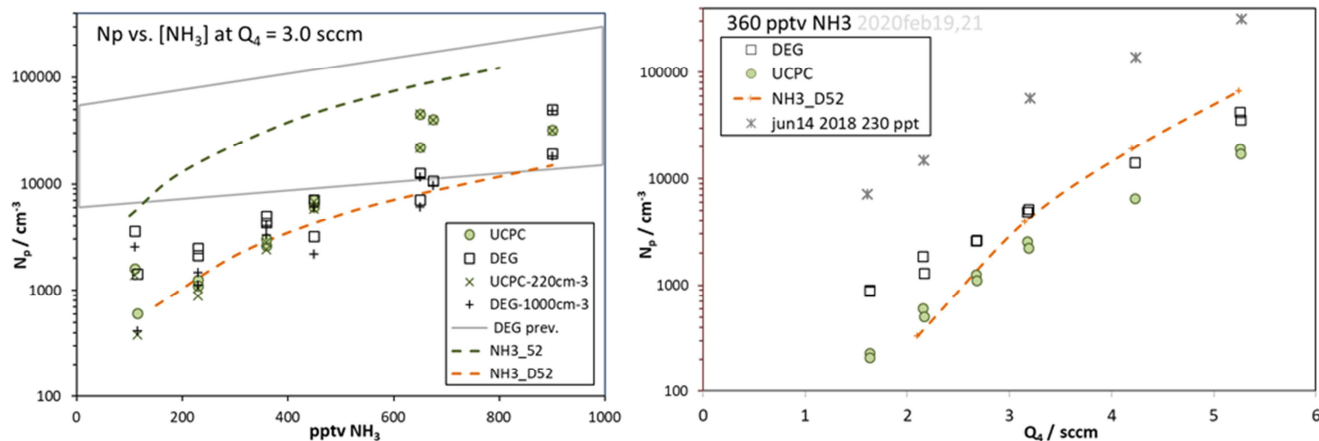 Np vs. [NH₃] at Q₄ = 3.0 sccm
100000
10000
1000
100
Nₚ / cm⁻³
0
200
400
600
800
1000
pptv NH₃
UCPC
DEG
UCPC-220cm-3
DEG-1000cm-3
DEG prev.
NH3_52
NH3_D52
360 pptv NH3 2020feb19,21
DEG
UCPC
NH3_D52
jun14 2018 230 ppt
100000
10000
1000
100
Nₚ / cm⁻³
0
1
2
3
4
5
6
Q₄ / sccm